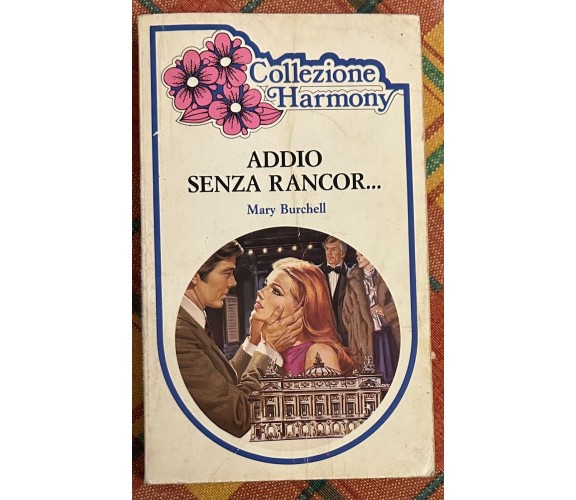 Collezione
Harmony
ADDIO
SENZA RANCOR...
Mary Burchell